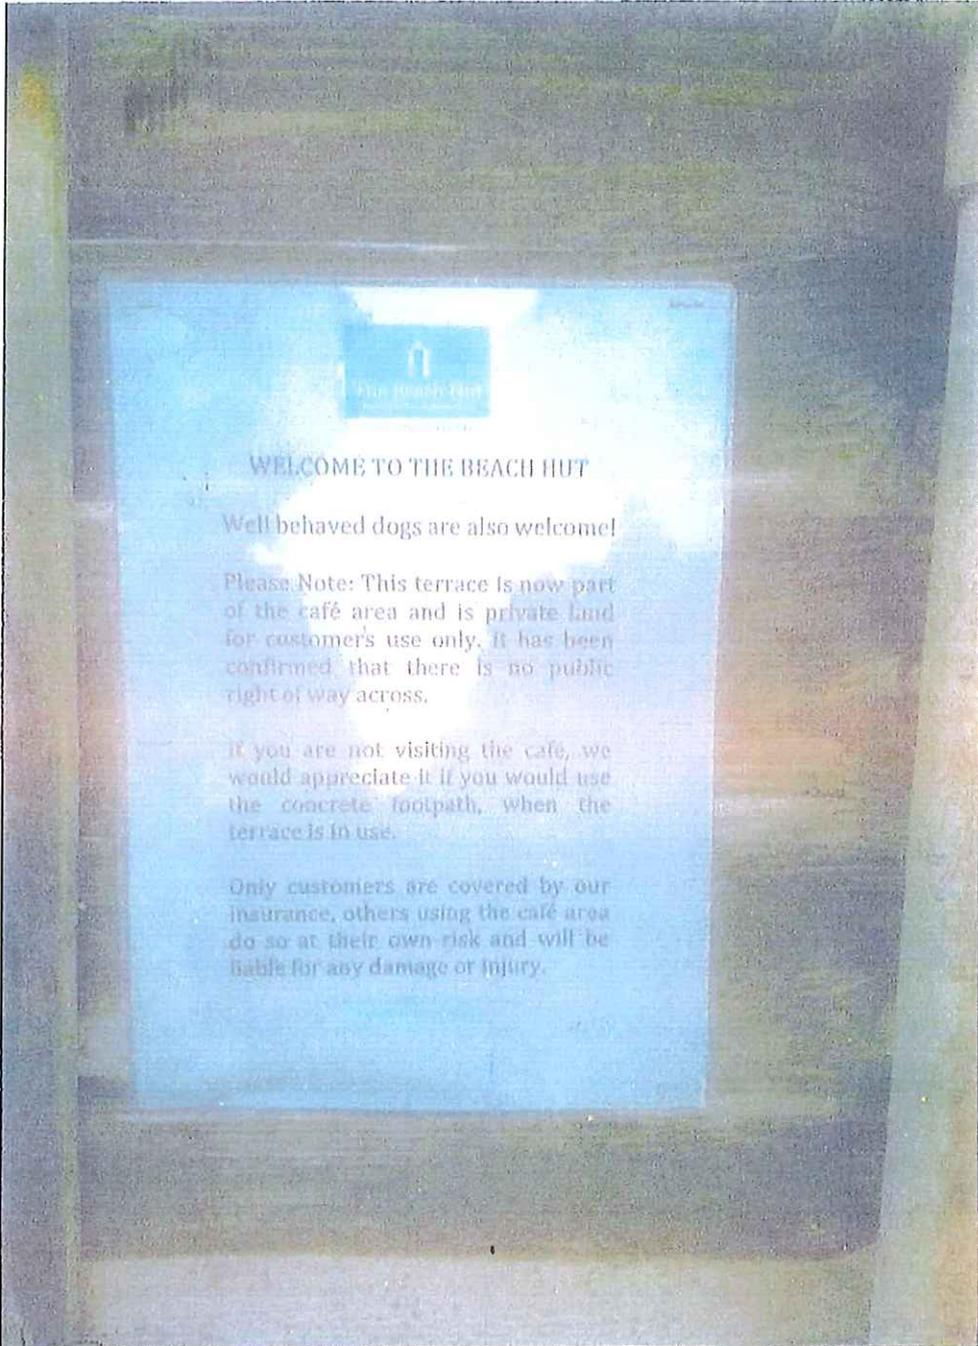 The Beach Hut
WELCOME TO THE BEACH HUT
Well behaved dogs are also welcome!
Please Note: This terrace is now part
of the café area and is private land
for customer's use only. It has been
confirmed that there is no public
right of way across.
If you are not visiting the café, we
would appreciate it if you would use
the concrete footpath, when the
terrace is in use.
Only customers are covered by our
insurance, others using the café area
do so at their own risk and will be
liable for any damage or injury.